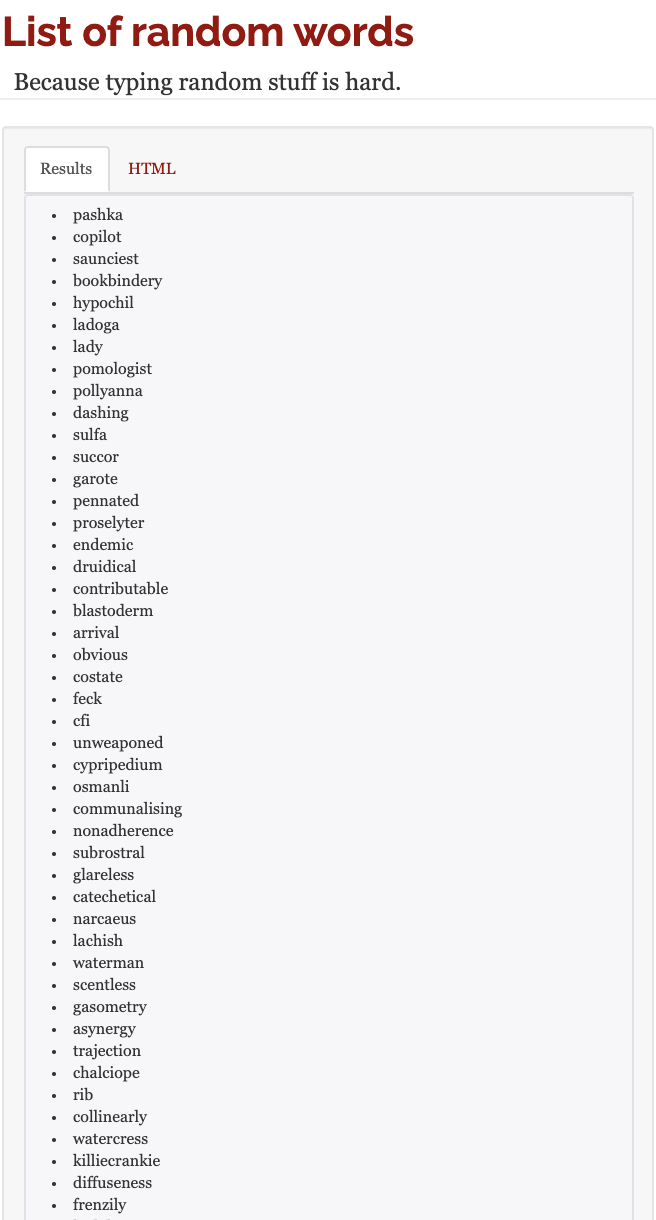 List of random words
Because typing random stuff is hard.
Results HTML
• pashka
• copilot
• saunciest
• bookbindery
• hypochil
• ladoga
• lady
• pomologist
• pollyanna
• dashing
• sulfa
• succor
• garote
• pennated
• proselyter
• endemic
• druidical
• contributable
• blastoderm
• arrival
• obvious
• costate
• feck
• cfi
• unweaponed
• cypripedium
• osmanli
• communalising
• nonadherence
• subrostral
• glareless
• catechetical
• narcaeus
• lachish
• waterman
• scentless
• gasometry
• asynergy
• trajection
• chalciope
• rib
• collinearly
• watercress
• killiecrankie
• diffuseness
• frenzily